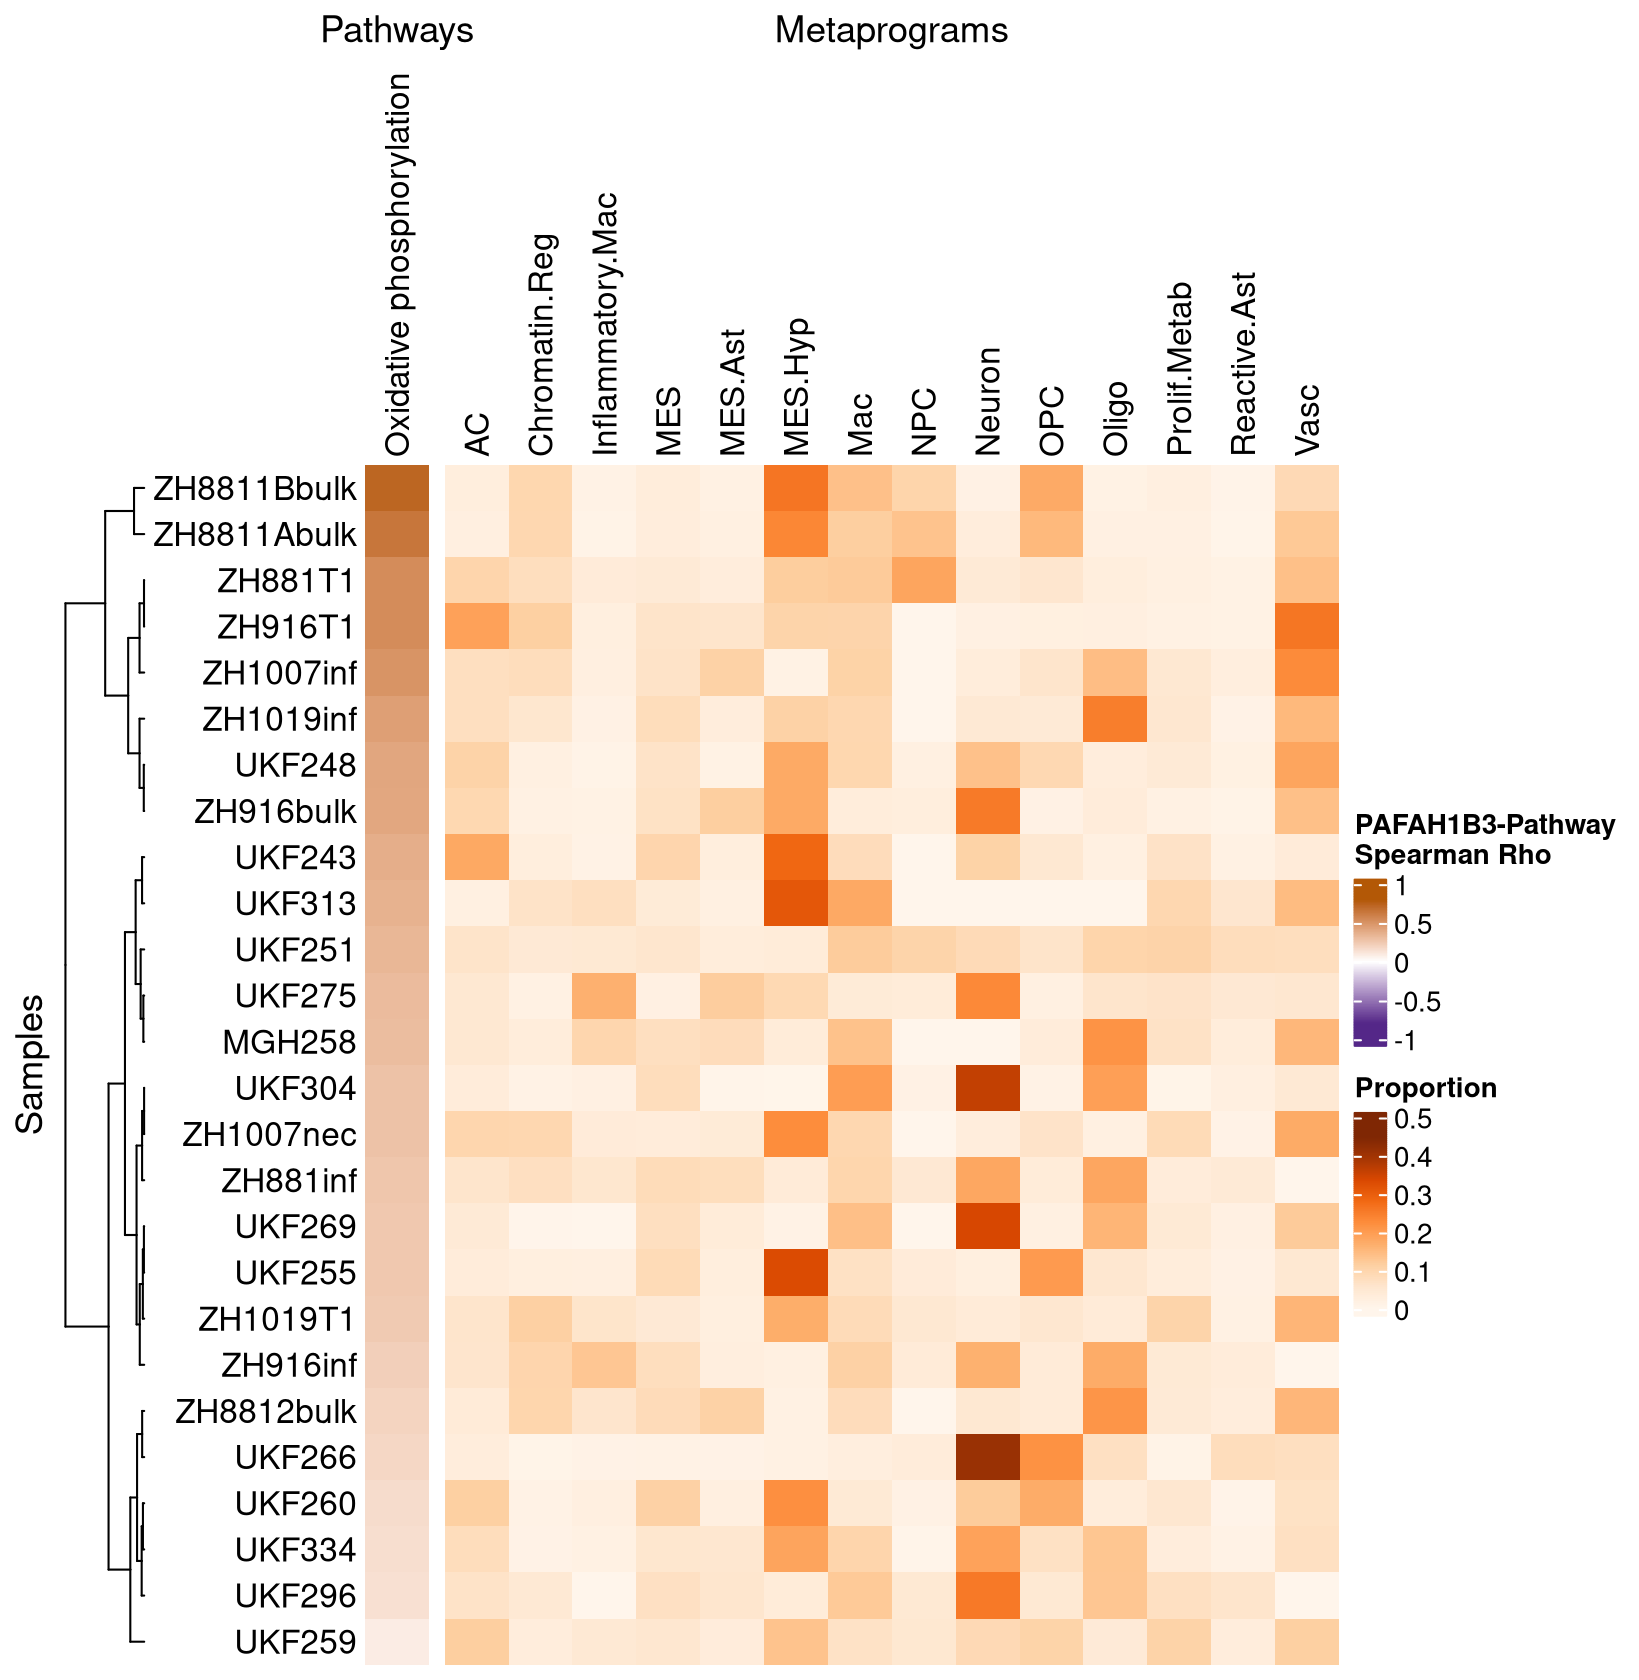 Pathways
Metaprograms
Oxidative phosphorylation
AC
Chromatin.Reg
Inflammatory.Mac
MES
MES.Ast
MES.Hyp
Mac
NPC
Neuron
OPC
Oligo
Prolif.Metab
Reactive.Ast
Vasc
Samples
ZH8811Bbulk
ZH8811Abulk
ZH881T1
ZH916T1
ZH1007inf
ZH1019inf
UKF248
ZH916bulk
UKF243
UKF313
UKF251
UKF275
MGH258
UKF304
ZH1007nec
ZH881inf
UKF269
UKF255
ZH1019T1
ZH916inf
ZH8812bulk
UKF266
UKF260
UKF334
UKF296
UKF259
PAFAH1B3-Pathway
Spearman Rho
1
0.5
0
-0.5
-1
Proportion
0.5
0.4
0.3
0.2
0.1
0